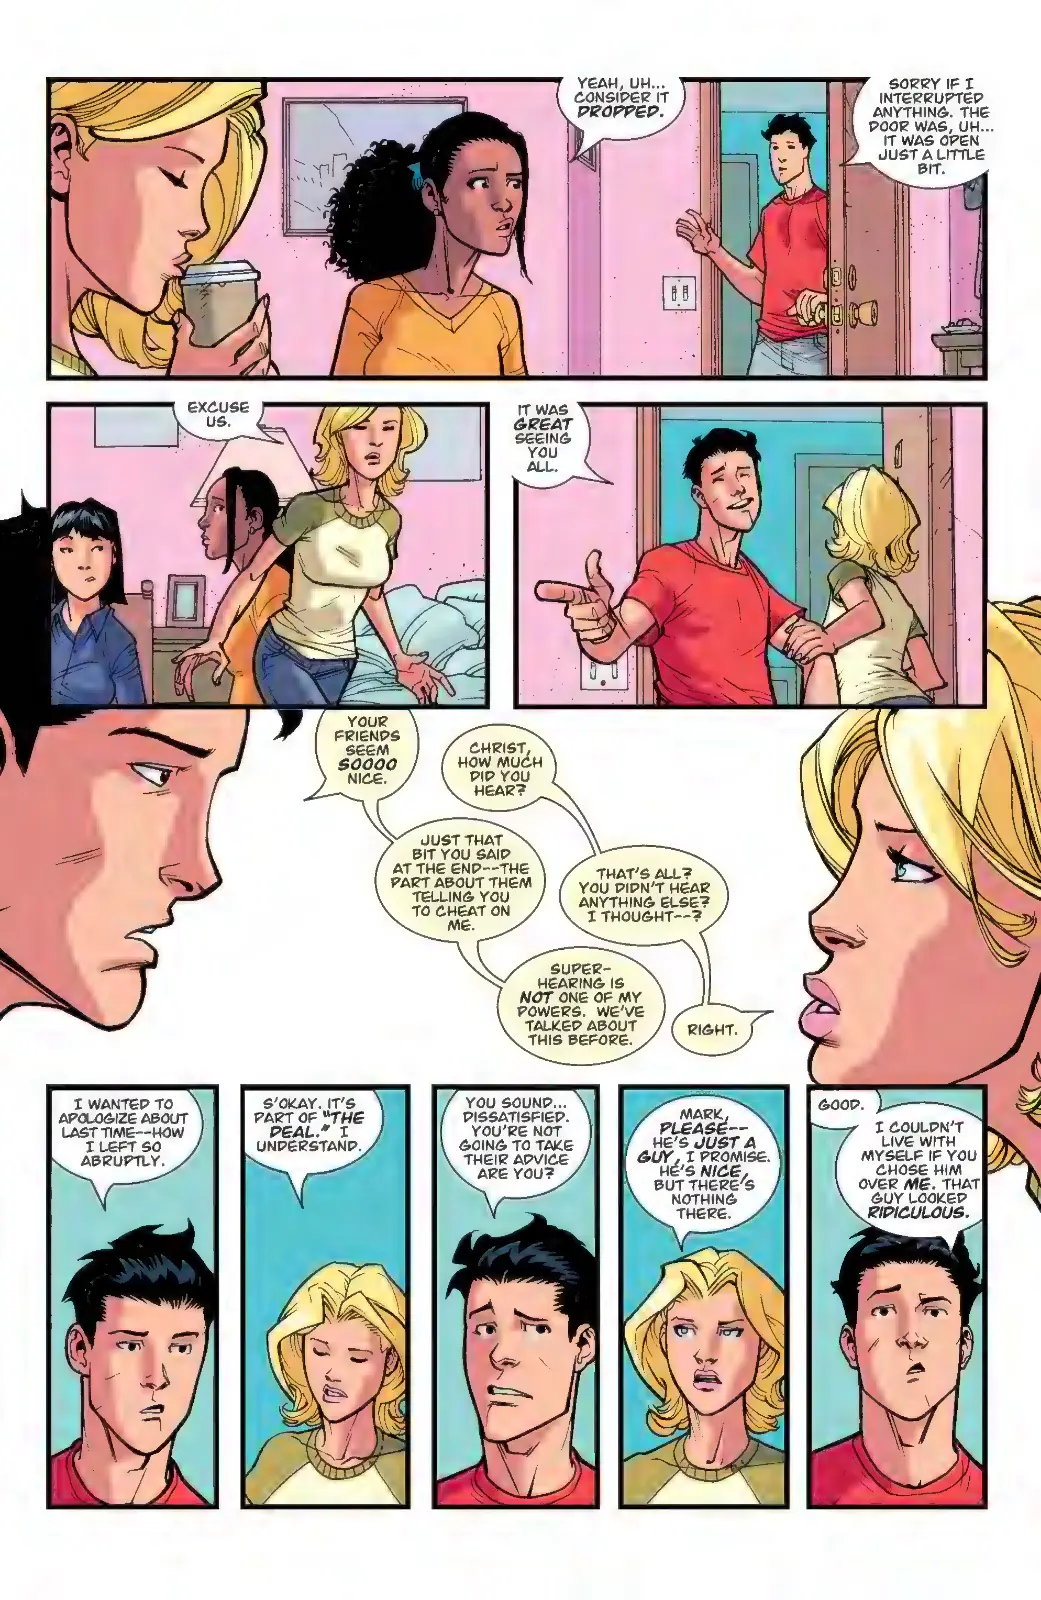 YEAH, UH...
CONSIDER IT
DROPPED.
SORRY IF I
INTERRUPTED
ANYTHING. THE
DOOR WAS, UH...
IT WAS OPEN
JUST A LITTLE
BIT.
EXCUSE
US.
IT WAS
GREAT
SEEING
YOU
ALL.
YOUR
FRIENDS
SEEM
SOOOO
NICE.
CHRIST,
HOW MUCH
DID YOU
HEAR?
JUST THAT
BIT YOU SAID
AT THE END--THE
PART ABOUT THEM
TELLING YOU
TO CHEAT ON
ME.
THAT'S ALL?
YOU DIDN'T HEAR
ANYTHING ELSE?
I THOUGHT--?
SUPER-
HEARING IS
NOT ONE OF MY
POWERS. WE'VE
TALKED ABOUT
THIS BEFORE.
RIGHT.
I WANTED TO
APOLOGIZE ABOUT
LAST TIME--HOW
I LEFT SO
ABRUPTLY.
S'OKAY. IT'S
PART OF "THE
DEAL." I
UNDERSTAND.
YOU SOUND...
DISSATISFIED.
YOU'RE NOT
GOING TO TAKE
THEIR ADVICE
ARE YOU?
MARK,
PLEASE--
HE'S JUST A
GUY, I PROMISE.
HE'S NICE,
BUT THERE'S
NOTHING
THERE.
GOOD.
I COULDN'T
LIVE WITH
MYSELF IF YOU
CHOSE HIM
OVER ME. THAT
GUY LOOKED
RIDICULOUS.